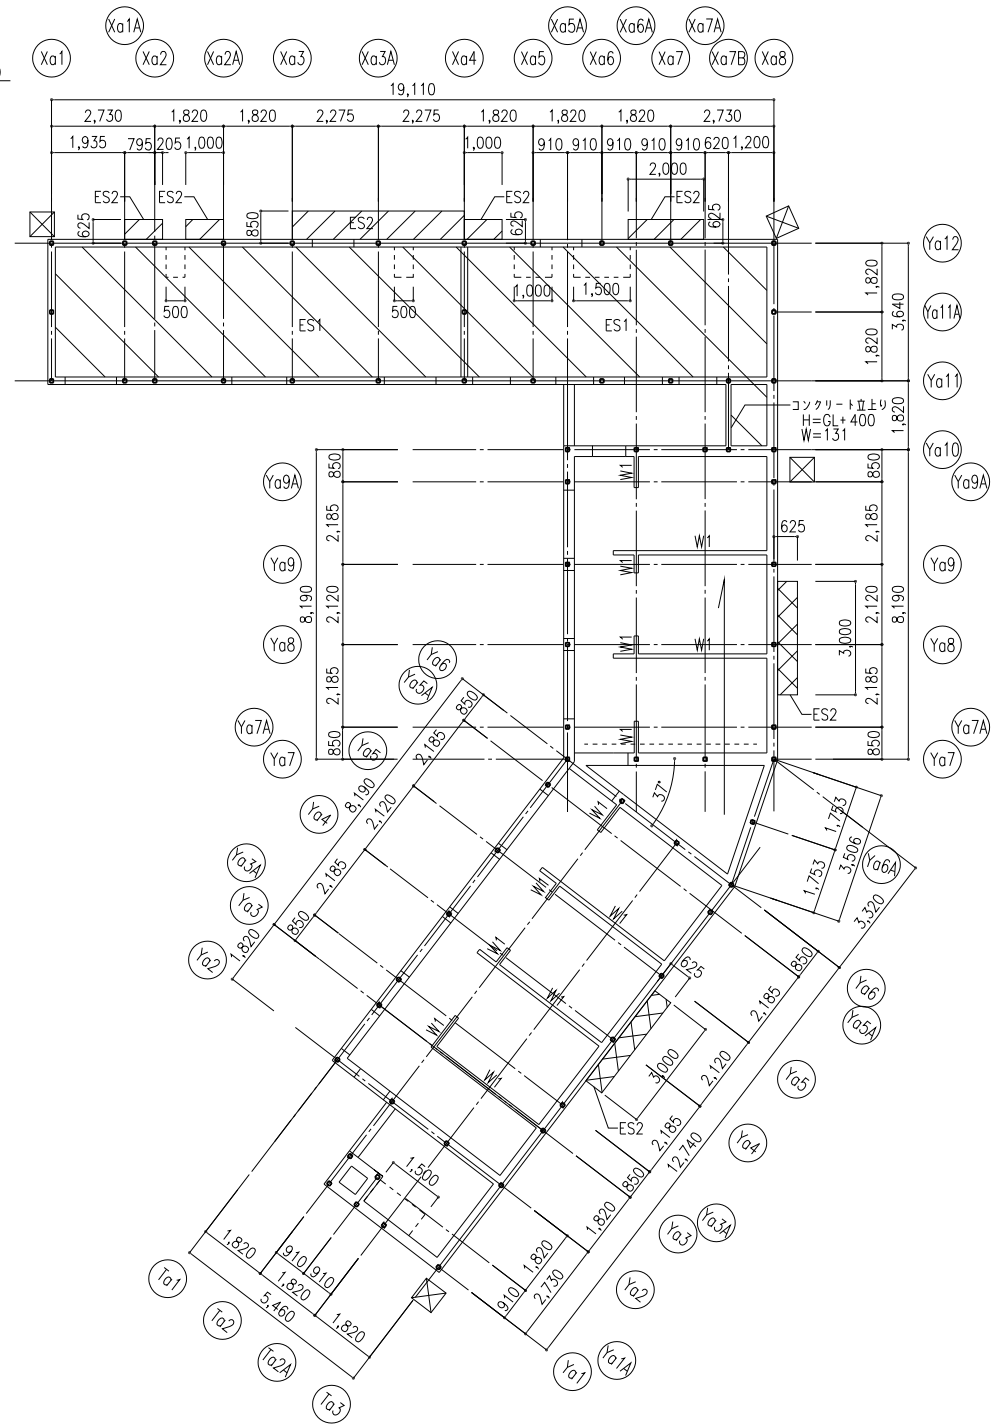 Xa1A
Xa5A
Xa6A
Xa7A
Xa1
Xa2
Xa2A
Xa3
Xa3A
Xa4
Xa5
Xa6
Xa7
Xa7B
Xa8
19,110
2,730
1,820
1,820
2,275
2,275
1,820
1,820
1,820
2,730
1,935
795
205
1,000
1,000
910
910
910
910
910
620
1,200
2,000
ES2
ES2
850
ES2
ES2
625
ES2
625
625
Ya12
1,820
500
500
1,000
1,500
Ya11A
3,640
ES1
ES1
1,820
Ya11
コンクリート立上り
H=GL+400
W=131
1,820
Ya10
850
W1
850
Ya9A
Ya9A
2,185
2,185
625
W1
Ya9
W1
Ya9
8,190
2,120
2,120
8,190
3,000
Ya8
W1
W1
Ya8
Ya6
Ya5A
2,185
2,185
850
ES2
Ya7A
W1
Ya7A
850
850
Ya7
Ya5
2,185
Ya7
8,190
37°
2,120
1,753
Ya4
W1
3,506
2,185
Ya3A
Ya6A
1,753
W1
Ya3
850
W1
3,320
1,820
Ya2
W1
850
625
Ya6
2,185
W1
Ya5A
W1
3,000
2,120
Ya5
W1
ES2
2,185
12,740
Ya4
1,500
850
1,820
Ya3A
Ya3
1,820
910
910
1,820
1,820
2,730
Ya2
Ta1
5,460
1,820
910
Ta2
Ta2A
Ya1A
Ya1
Ta3